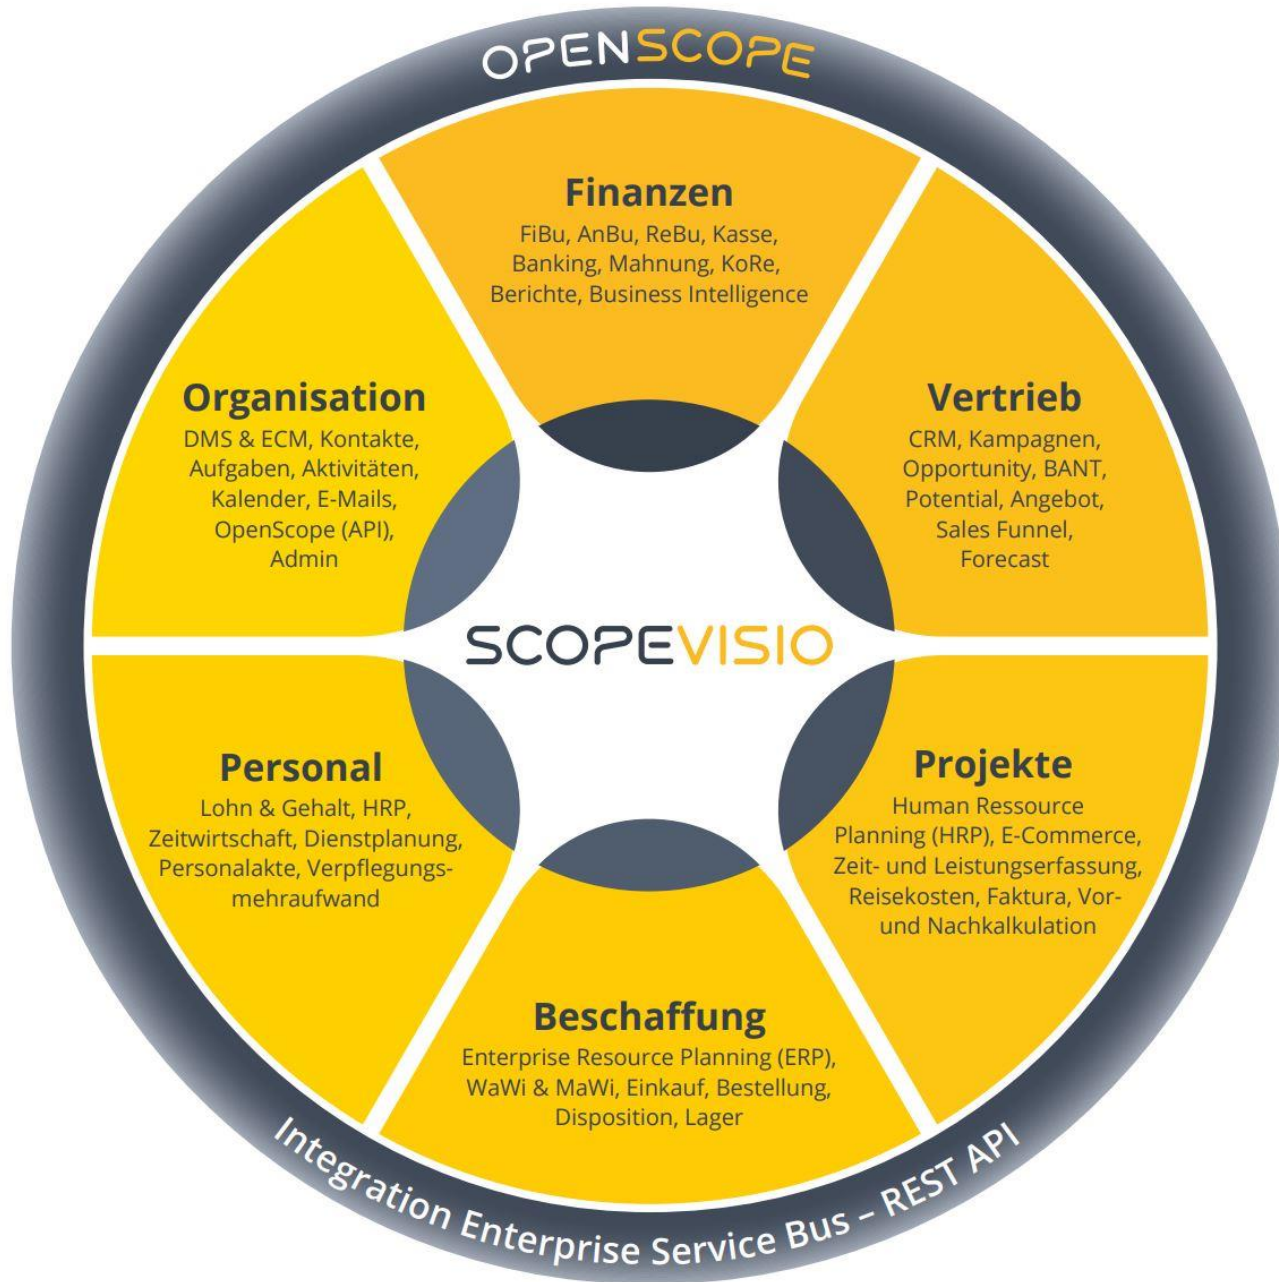 OPENSCOPE
Finanzen
FiBu, AnBu, ReBu, Kasse,
Banking, Mahnung, KoRe,
Berichte, Business Intelligence
Vertrieb
CRM, Kampagnen,
Opportunity, BANT,
Potential, Angebot,
Sales Funnel,
Forecast
Projekte
Human Ressource
Planning (HRP), E-Commerce,
Zeit- und Leistungserfassung,
Reisekosten, Faktura, Vor-
und Nachkalkulation
Beschaffung
Enterprise Resource Planning (ERP),
WaWi & MaWi, Einkauf, Bestellung,
Disposition, Lager
Personal
Lohn & Gehalt, HRP,
Zeitwirtschaft, Dienstplanung,
Personalakte, Verpflegungs-
mehraufwand
Organisation
DMS & ECM, Kontakte,
Aufgaben, Aktivitäten,
Kalender, E-Mails,
OpenScope (API),
Admin
SCOPEVISIO
Integration Enterprise Service Bus – REST API